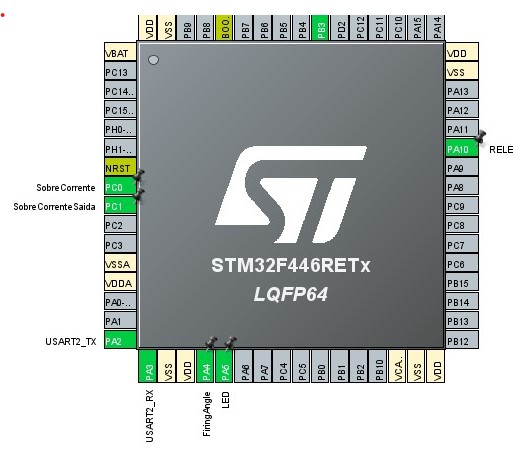 VDD
VSS
PB9
PB8
BOO..
PB7
PB6
PB5
PB4
PB3
PD2
PC12
PC11
PC10
PA15
PA14
VBAT
PC13
PC14..
PC15..
PH0-..
PH1-..
NRST
Sobre Corrente PC0
Sobre Corrente Saida PC1
PC2
PC3
VSSA
VDDA
PA0-..
PA1
USART2_TX PA2
VDD
VSS
PA13
PA12
PA11
PA10 RELE
PA9
PA8
PC9
PC8
PC7
PC6
PB15
PB14
PB13
PB12
ST
STM32F446RETx
LQFP64
PA3
VSS
VDD
PA4
PA5
PA6
PA7
PC4
PC5
PB0
PB1
PB2
PB10
VCA..
VSS
VDD
USART2_RX
FiringAngle
LED